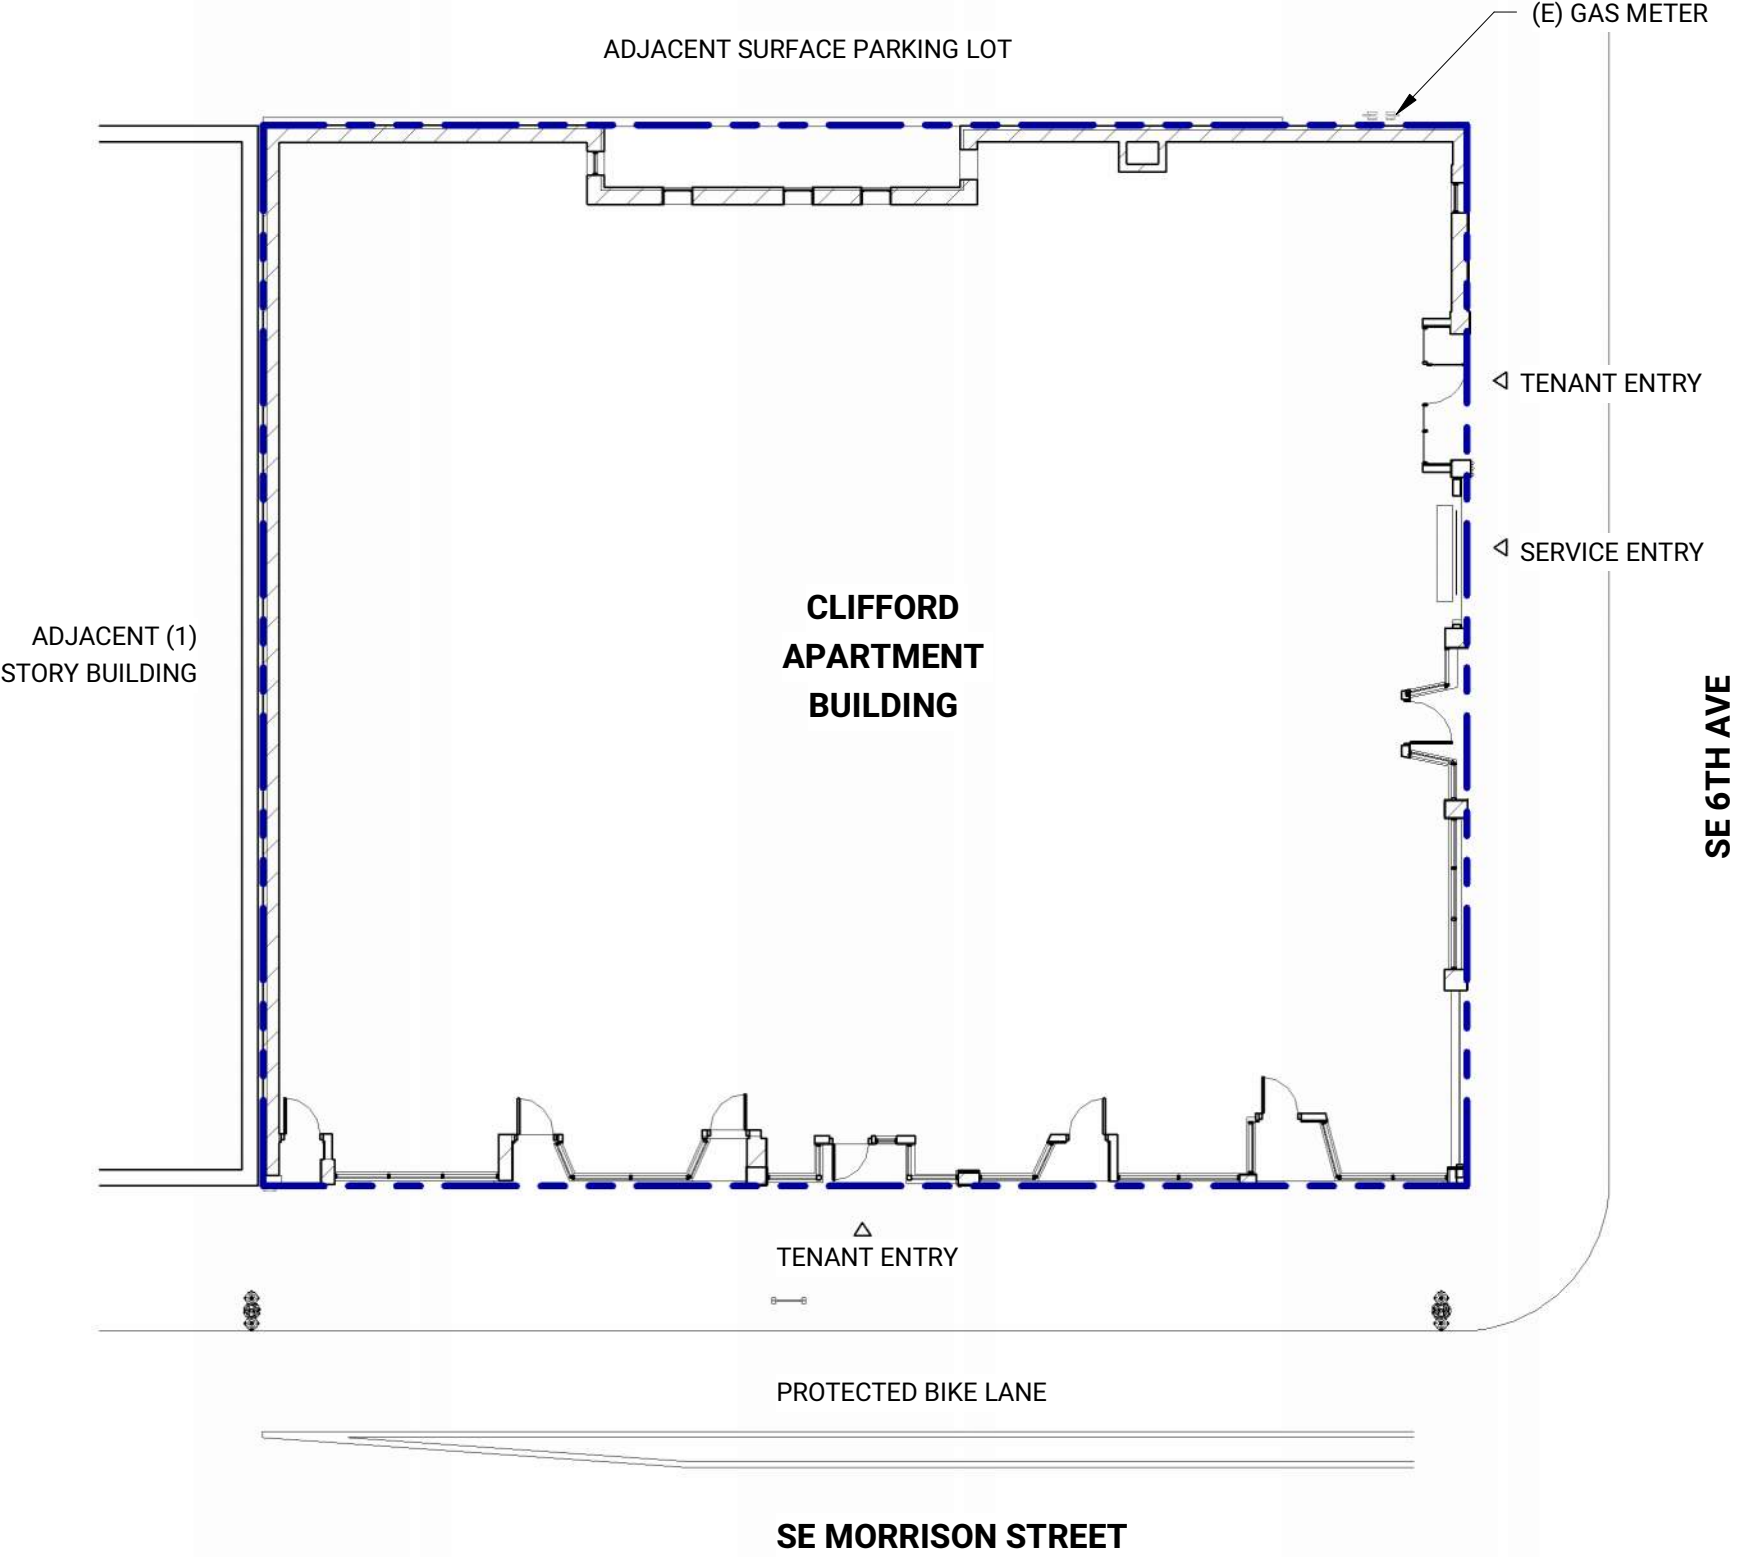 (E) GAS METER
ADJACENT SURFACE PARKING LOT
TENANT ENTRY
SERVICE ENTRY
CLIFFORD
APARTMENT
BUILDING
ADJACENT (1)
STORY BUILDING
SE 6TH AVE
TENANT ENTRY
PROTECTED BIKE LANE
SE MORRISON STREET